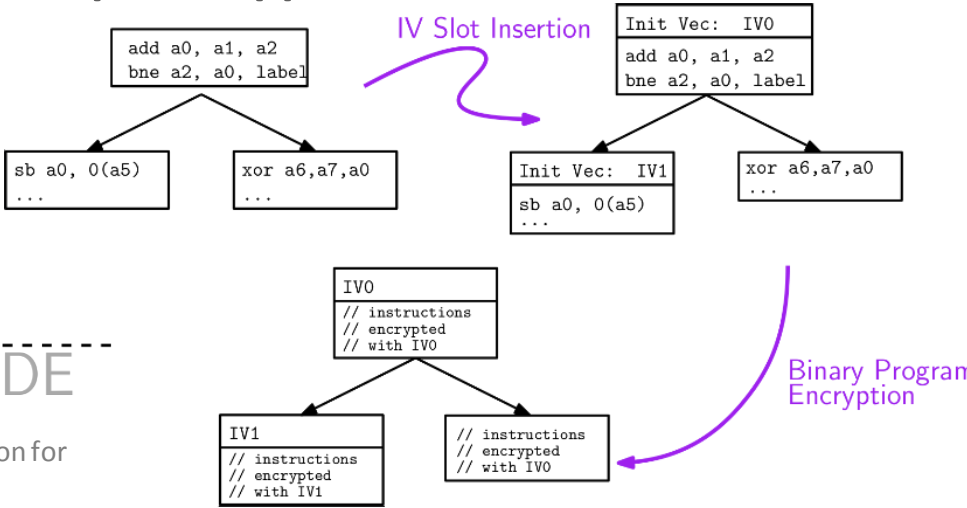 IV Slot Insertion
add a0, a1, a2
bne a2, a0, label
sb a0, 0(a5)
...
xor a6,a7,a0
...
Init Vec: IV0
add a0, a1, a2
bne a2, a0, label
Init Vec: IV1
sb a0, 0(a5)
...
xor a6,a7,a0
...
IV0
// instructions
// encrypted
// with IV0
IV1
// instructions
// encrypted
// with IV1
// instructions
// encrypted
// with IV0
Binary Program
Encryption
DE
on for